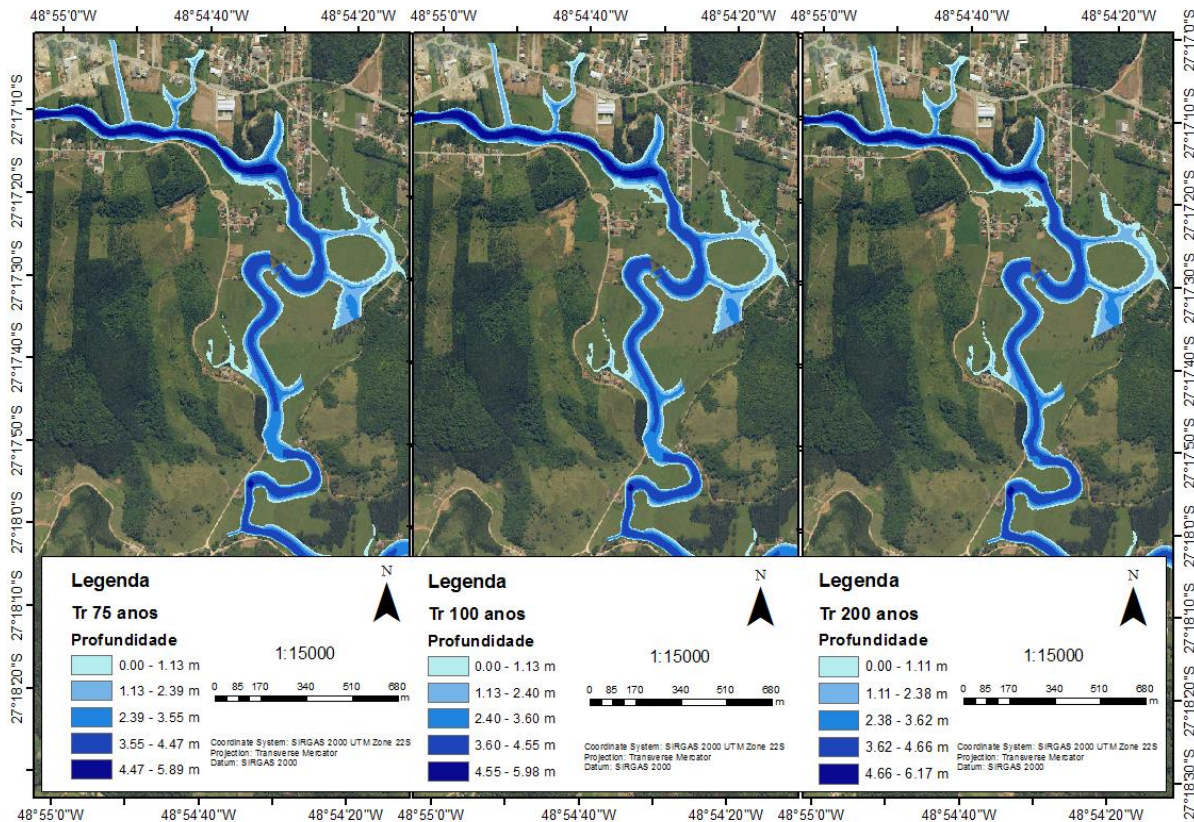 48°55'0"W 48°54'40"W 48°54'20"W 48°55'0"W 48°54'40"W 48°54'20"W 48°55'0"W 48°54'40"W 48°54'20"W
27°17'10"S
27°17'20"S
27°17'30"S
27°17'40"S
27°17'50"S
27°18'0"S
27°18'10"S
27°18'20"S
27°17'0"S
27°17'10"S
27°17'20"S
27°17'30"S
27°17'40"S
27°17'50"S
27°18'0"S
27°18'10"S
27°18'20"S
27°18'30"S
Legenda
Tr 75 anos
Profundidade
0.00 - 1.13 m
1.13 - 2.39 m
2.39 - 3.55 m
3.55 - 4.47 m
4.47 - 5.89 m
N
1:15000
0 85 170 340 510 680
m
Coordinate System: SIRGAS 2000 UTM Zone 22S
Projection: Transverse Mercator
Datum: SIRGAS 2000
Legenda
Tr 100 anos
Profundidade
0.00 - 1.13 m
1.13 - 2.40 m
2.40 - 3.60 m
3.60 - 4.55 m
4.55 - 5.98 m
N
1:15000
0 85 170 340 510 680
m
Coordinate System: SIRGAS 2000 UTM Zone 22S
Projection: Transverse Mercator
Datum: SIRGAS 2000
Legenda
Tr 200 anos
Profundidade
0.00 - 1.11 m
1.11 - 2.38 m
2.38 - 3.62 m
3.62 - 4.66 m
4.66 - 6.17 m
N
1:15000
0 85 170 340 510 680
m
Coordinate System: SIRGAS 2000 UTM Zone 22S
Projection: Transverse Mercator
Datum: SIRGAS 2000
48°55'0"W 48°54'40"W 48°54'20"W 48°55'0"W 48°54'40"W 48°54'20"W 48°55'0"W 48°54'40"W 48°54'20"W